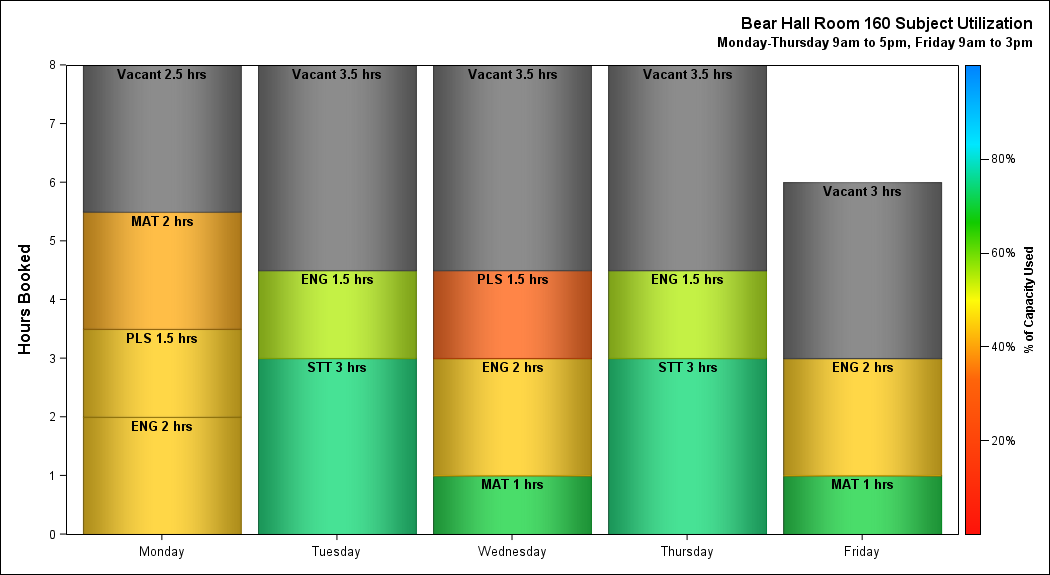 Bear Hall Room 160 Subject Utilization
Monday-Thursday 9am to 5pm, Friday 9am to 3pm
Hours Booked
8
7
6
5
4
3
2
1
0
Vacant 2.5 hrs
MAT 2 hrs
PLS 1.5 hrs
ENG 2 hrs
Vacant 3.5 hrs
ENG 1.5 hrs
STT 3 hrs
Vacant 3.5 hrs
PLS 1.5 hrs
ENG 2 hrs
MAT 1 hrs
Vacant 3.5 hrs
ENG 1.5 hrs
STT 3 hrs
Vacant 3 hrs
ENG 2 hrs
MAT 1 hrs
Monday
Tuesday
Wednesday
Thursday
Friday
80%
60%
40%
20%
% of Capacity Used